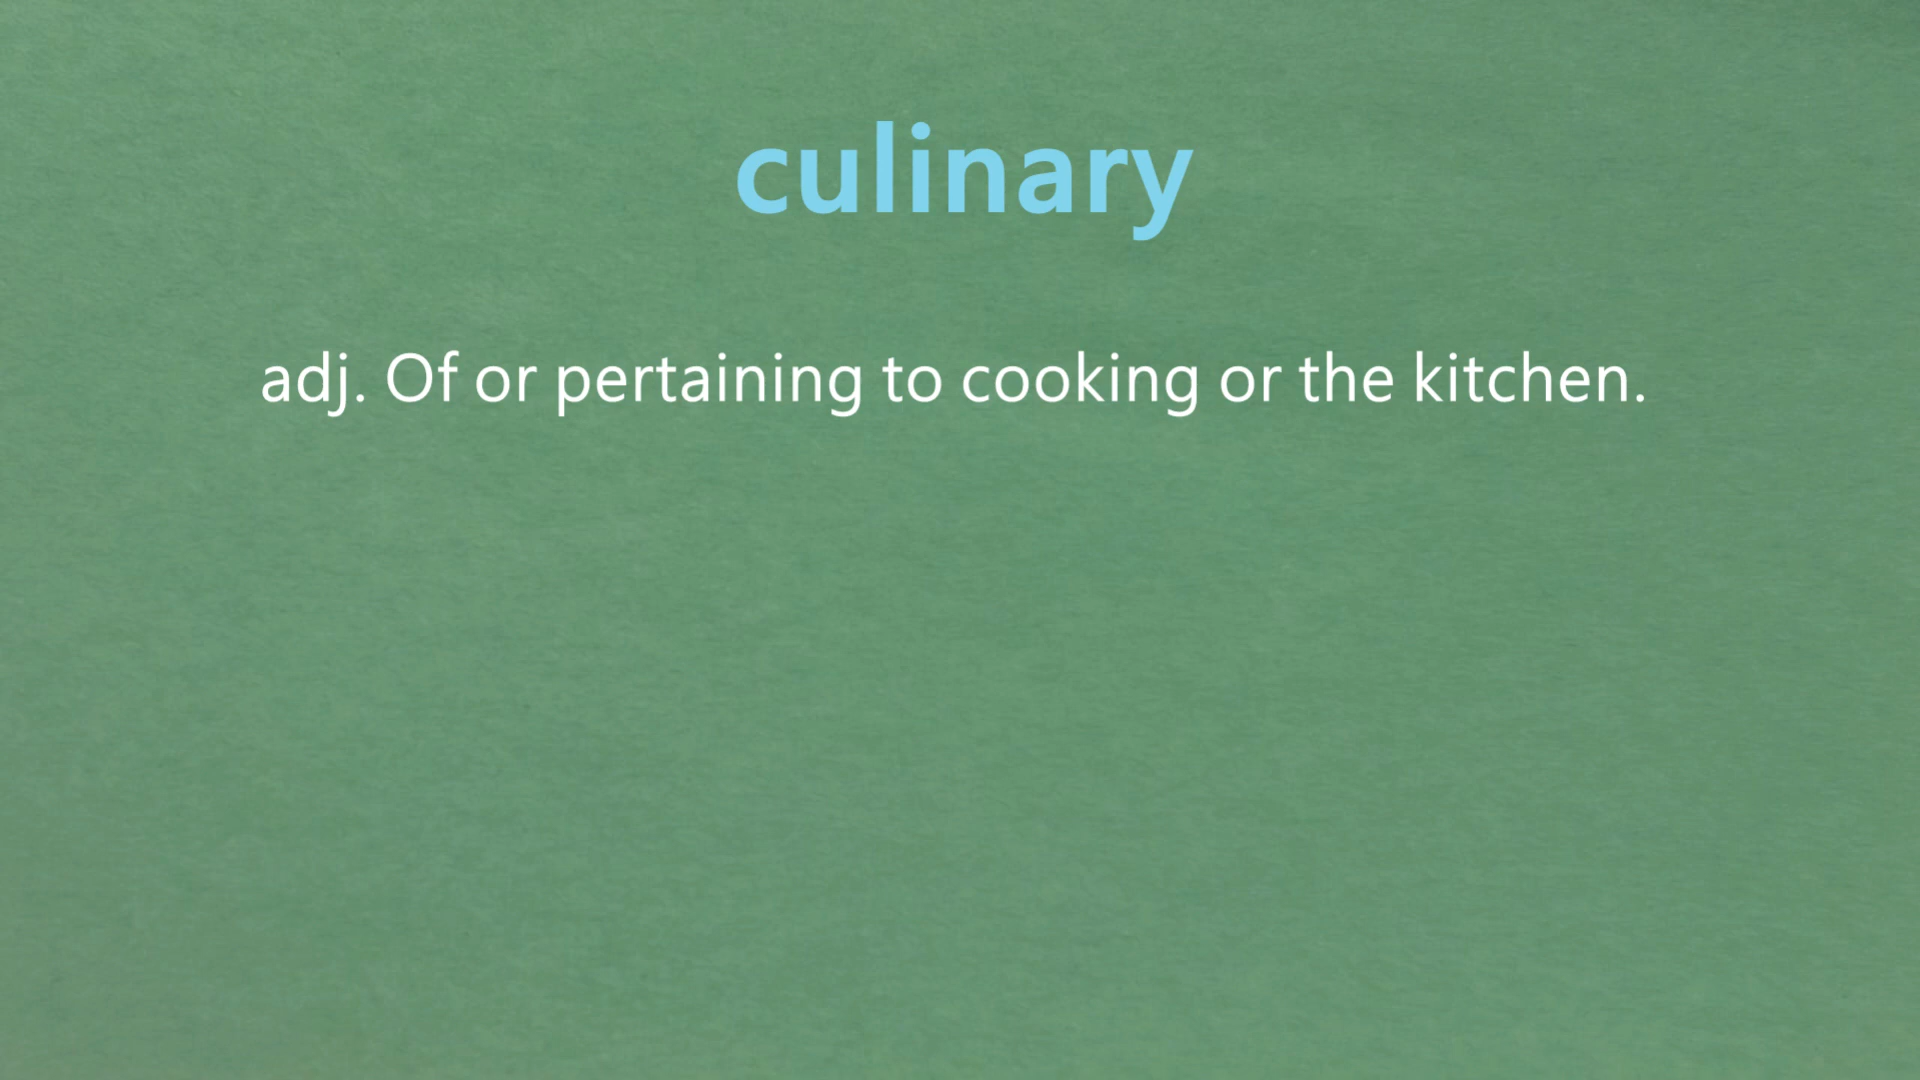 culinary
adj. Of or pertaining to cooking or the kitchen.